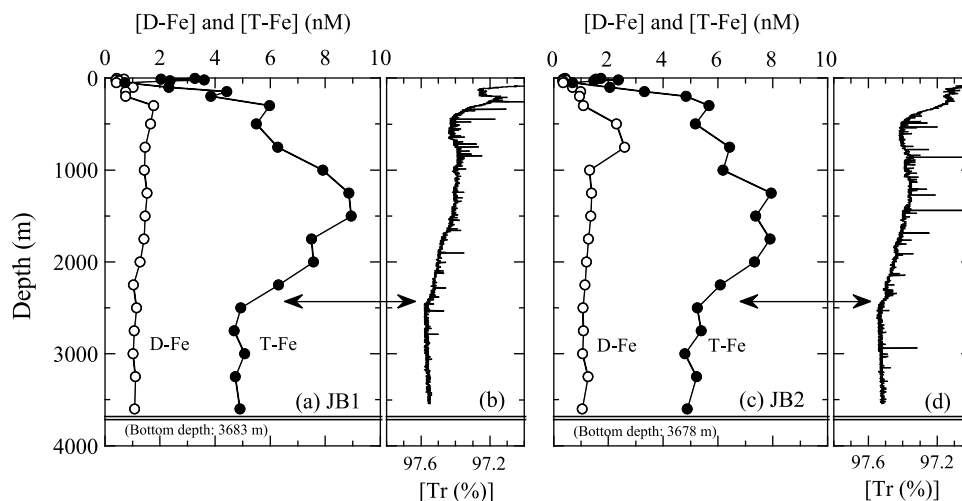 [D-Fe] and [T-Fe] (nM)
[D-Fe] and [T-Fe] (nM)
0 2 4 6 8 10
0 2 4 6 8 10
0
1000
2000
3000
4000
Depth (m)
D-Fe
T-Fe
(a) JB1
(b)
D-Fe
T-Fe
(c) JB2
(d)
(Bottom depth; 3683 m)
(Bottom depth; 3678 m)
97.6 97.2
97.6 97.2
[Tr (%)]
[Tr (%)]